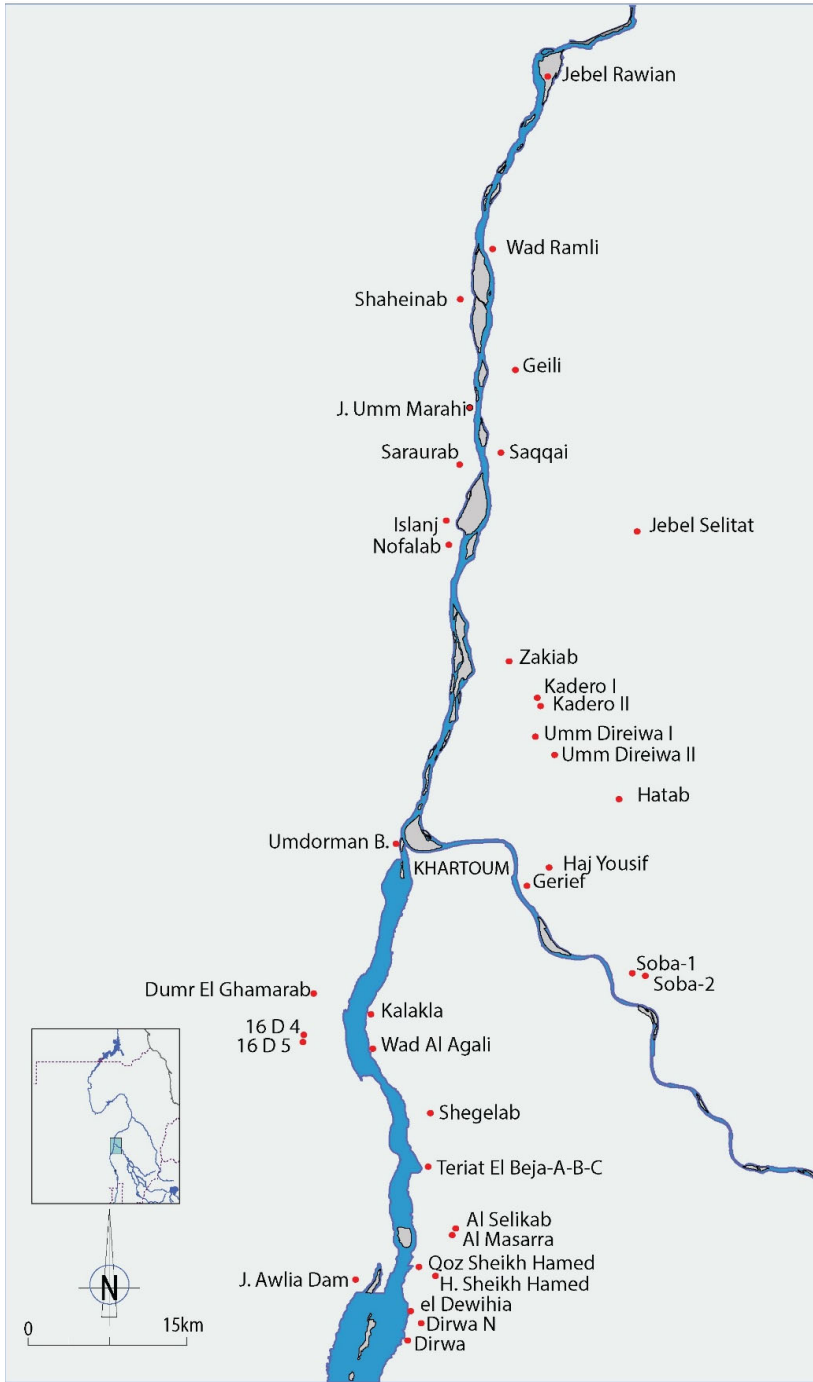 Jebel Rawian
Wad Ramli
Shaheinab
Geili
J. Umm Marahi
Saraurab
Saqqai
Islanj
Nofalab
Jebel Selitat
Zakiab
Kadero I
Kadero II
Umm Direiwa I
Umm Direiwa II
Hatab
Umdorman B.
KHARTOUM
Haj Yousif
Gerief
Soba-1
Soba-2
Dumr El Ghamarab
Kalakla
16 D 4
16 D 5
Wad Al Agali
Shegelab
Teriat El Beja-A-B-C
Al Selikab
Al Masarra
Qoz Sheikh Hamed
H. Sheikh Hamed
J. Awlia Dam
el Dewihia
Dirwa N
Dirwa
N
0 15km